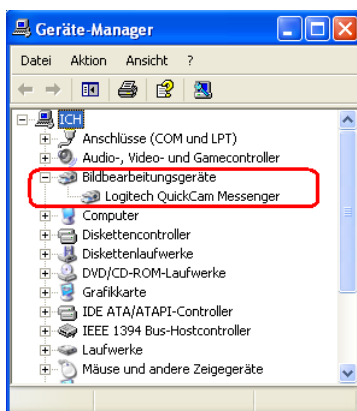 Geräte-Manager
Datei Aktion Ansicht ?
ICH
Anschlüsse (COM und LPT)
Audio-, Video- und Gamecontroller
Bildbearbeitungsgeräte
Logitech QuickCam Messenger
Computer
Diskettencontroller
Diskettenlaufwerke
DVD/CD-ROM-Laufwerke
Grafikkarte
IDE ATA/ATAPI-Controller
IEEE 1394 Bus-Hostcontroller
Laufwerke
Mäuse und andere Zeigegeräte